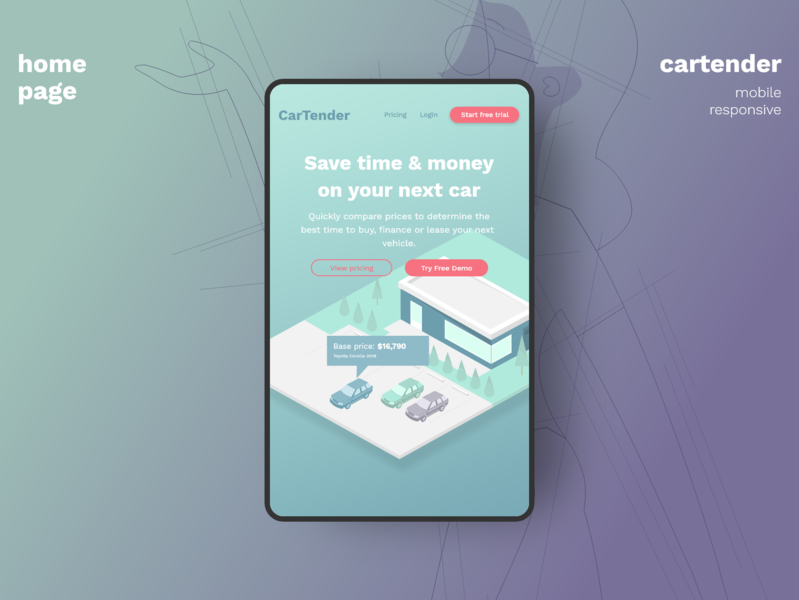 home
page
cartender
mobile
responsive
CarTender
Pricing
Login
Start free trial
Save time & money
on your next car
Quickly compare prices to determine the
best time to buy, finance or lease your next
vehicle.
View pricing
Try Free Demo
Base price: $16,790
Toyota Corolla 2018